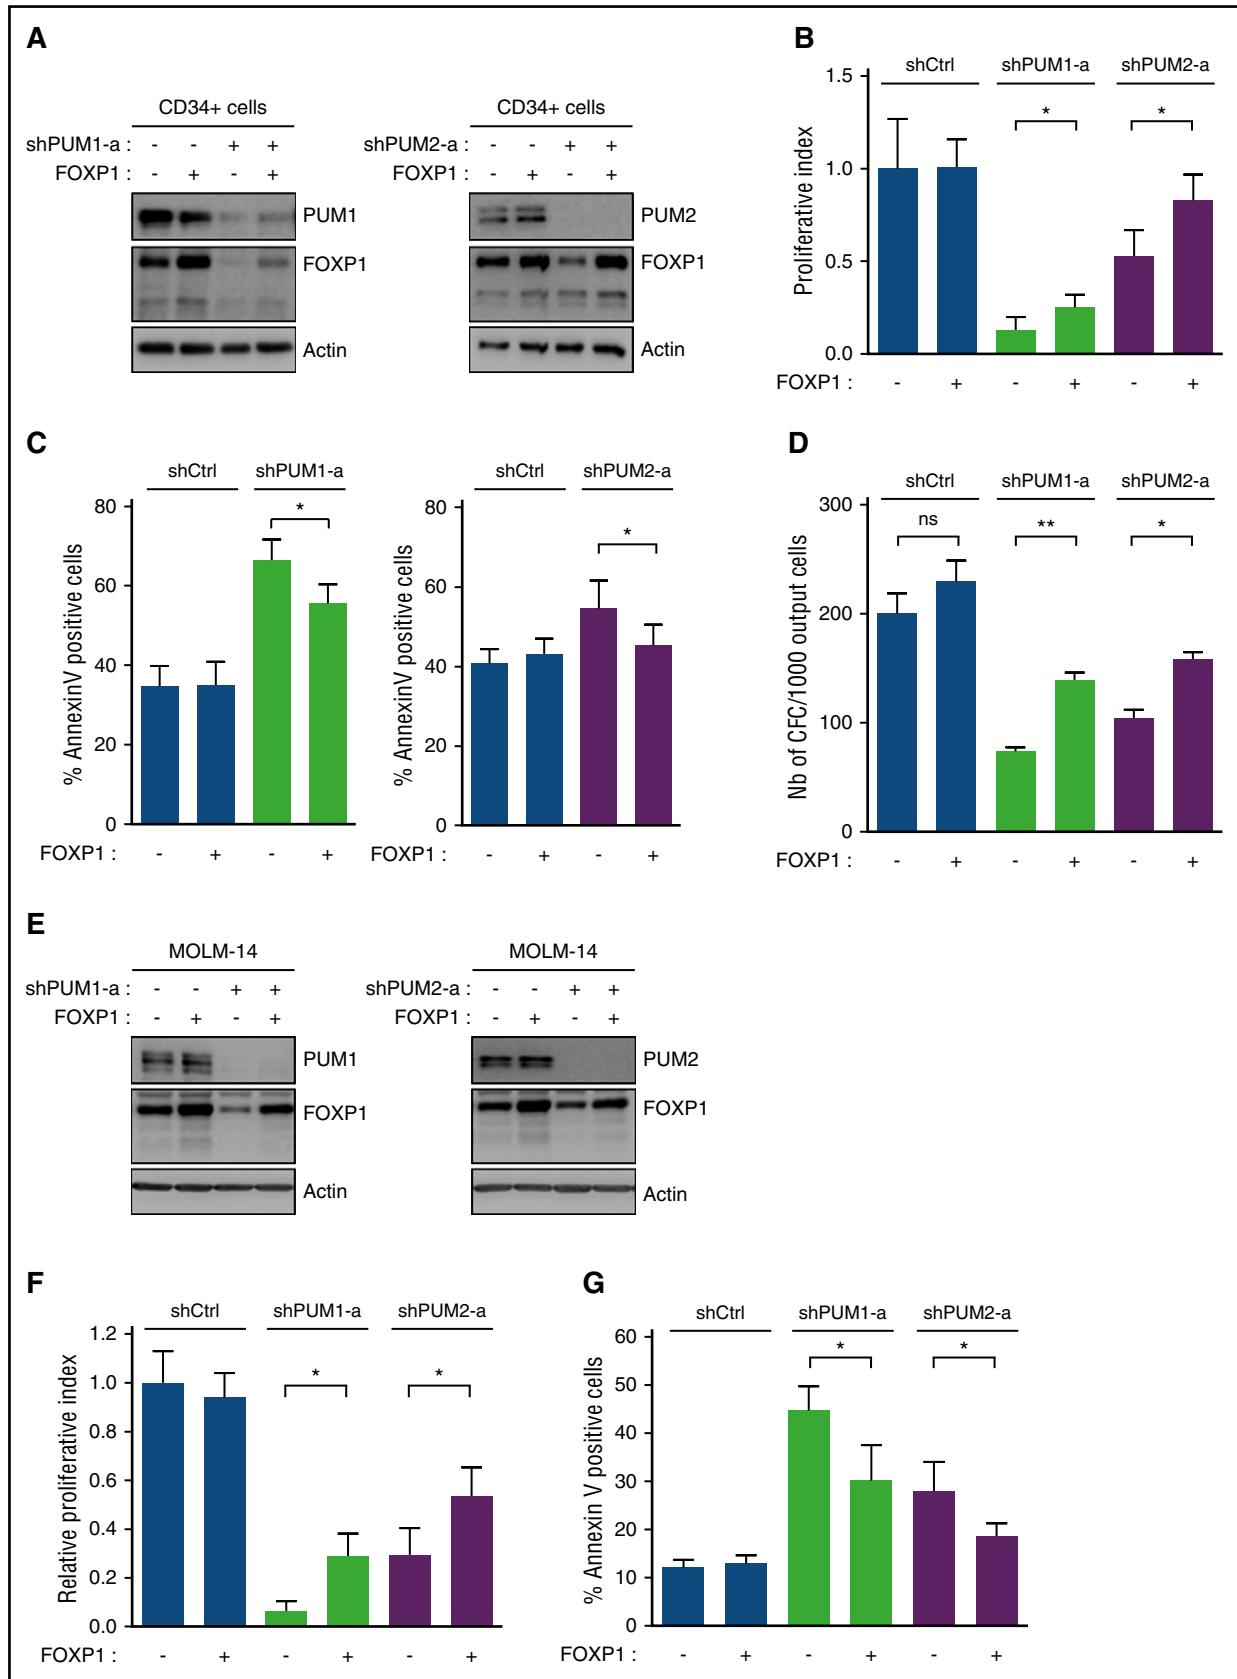 A
CD34+ cells
shPUM1-a : - - + +
FOXP1 : - + - +
PUM1
FOXP1
Actin
CD34+ cells
shPUM2-a : - - + +
FOXP1 : - + - +
PUM2
FOXP1
Actin
B
shCtrl shPUM1-a shPUM2-a
Proliferative index
1.5
1.0
0.5
0.0
* *
FOXP1 : - + - + - +
C
shCtrl shPUM1-a
% AnnexinV positive cells
80
60
40
20
0
*
FOXP1 : - + - +
shCtrl shPUM2-a
% AnnexinV positive cells
80
60
40
20
0
*
FOXP1 : - + - +
D
shCtrl shPUM1-a shPUM2-a
Nb of CFC/1000 output cells
300
200
100
0
ns ** *
FOXP1 : - + - + - +
E
MOLM-14
shPUM1-a : - - + +
FOXP1 : - + - +
PUM1
FOXP1
Actin
MOLM-14
shPUM2-a : - - + +
FOXP1 : - + - +
PUM2
FOXP1
Actin
F
shCtrl shPUM1-a shPUM2-a
Relative proliferative index
1.2
1.0
0.8
0.6
0.4
0.2
0.0
* *
FOXP1 : - + - + - +
G
shCtrl shPUM1-a shPUM2-a
% Annexin V positive cells
60
50
40
30
20
10
0
* *
FOXP1 : - + - + - +